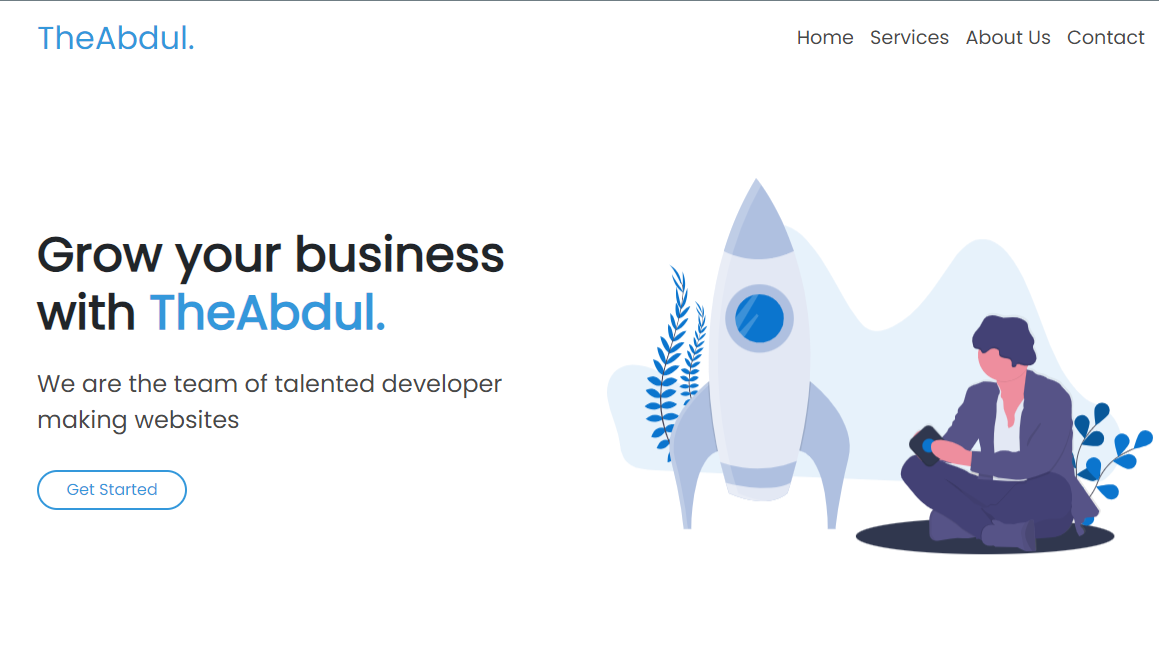 TheAbdul.
Home Services About Us Contact
Grow your business
with TheAbdul.
We are the team of talented developer
making websites
Get Started